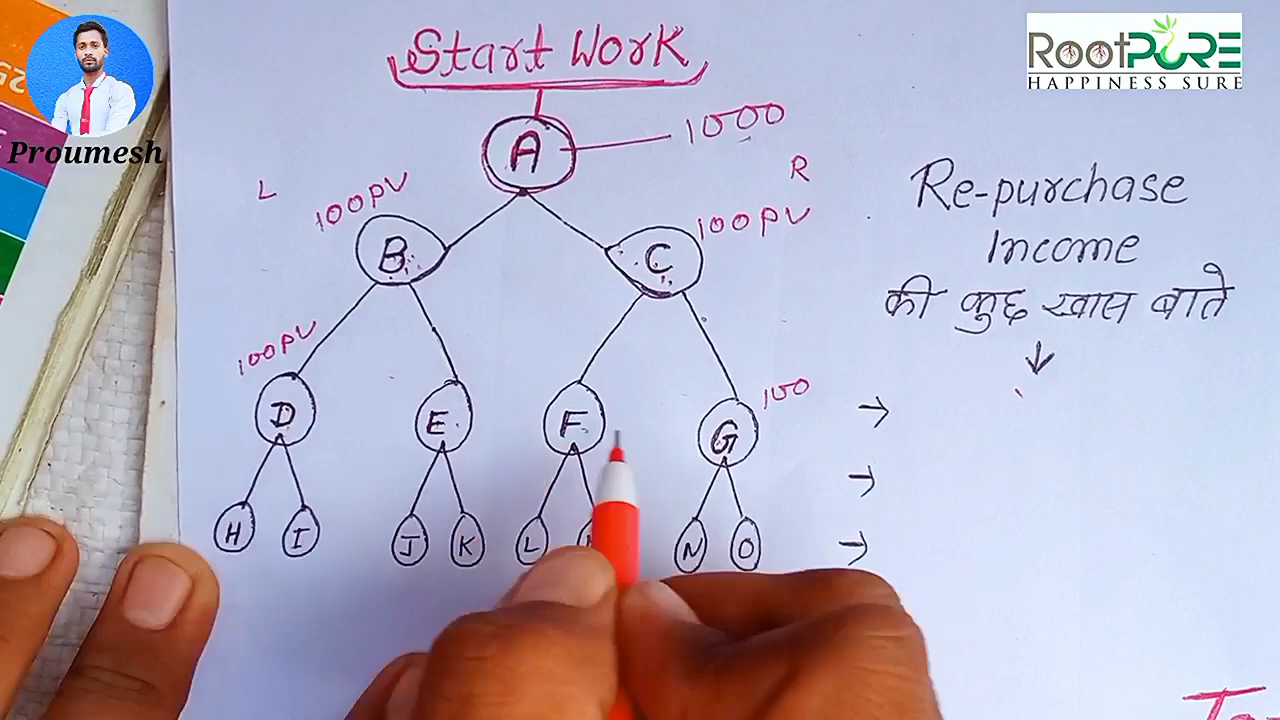 Start Work
RootPURE
HAPPINESS SURE
Proumesh
A
1000
L
R
100PV
100PV
B
C
Re-purchase
Income
की कुछ खास बाते
↓
100PV
100
D
E
F
G
→
→
→
H
I
J
K
L
N
O